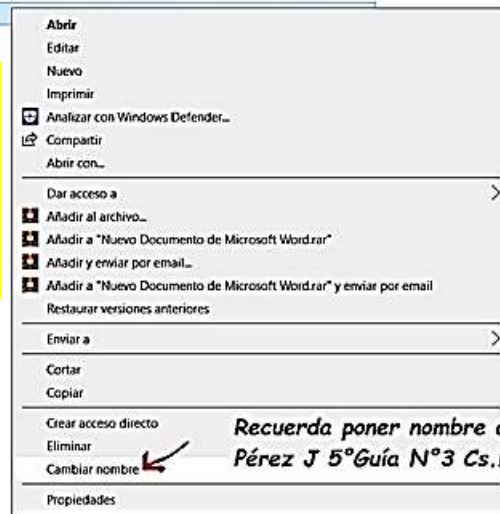 Abrir
Editar
Nuevo
Imprimir
Analizar con Windows Defender...
Compartir
Abrir con...
Dar acceso a
Añadir al archivo...
Añadir a "Nuevo Documento de Microsoft Word.rar"
Añadir y enviar por email...
Añadir a "Nuevo Documento de Microsoft Word.rar" y enviar por email
Restaurar versiones anteriores
Enviar a
Cortar
Copiar
Crear acceso directo
Eliminar
Cambiar nombre
Propiedades
Recuerda poner nombre
Pérez J 5°Guía N°3 Cs.